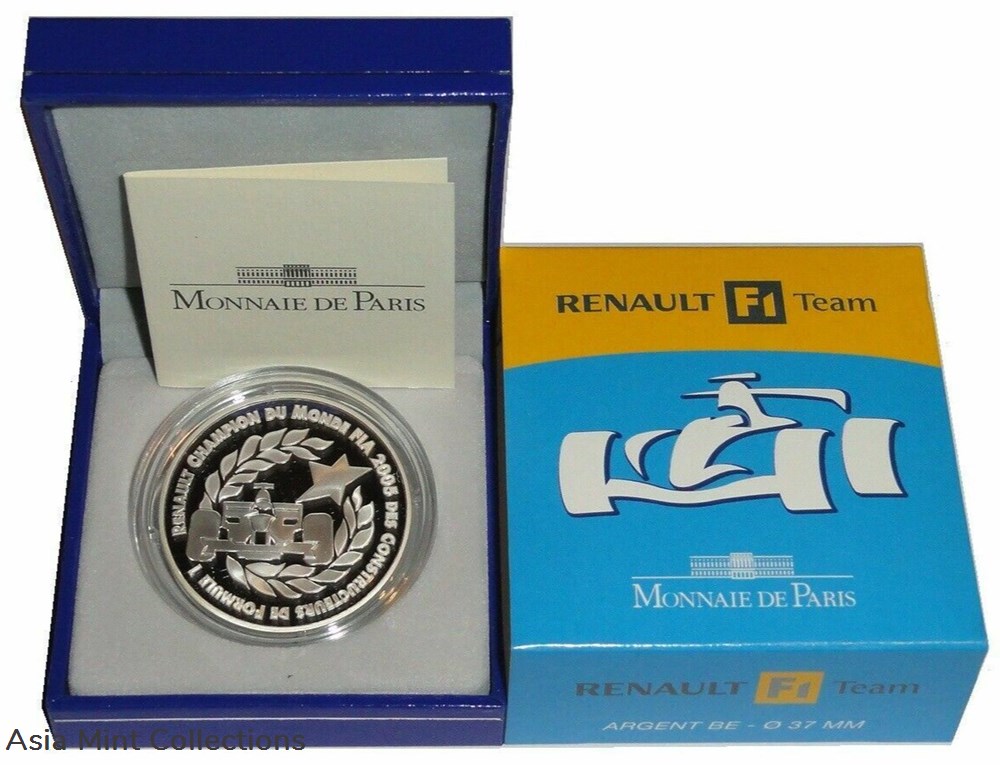 MONNAIE DE PARIS
RENAULT CHAMPION DU MONDE FIA 2005 DES CONSTRUCTEURS DE FORMULE 1
RENAULT F1 Team
MONNAIE DE PARIS
RENAULT F1 Team
ARGENT BE - Ø 37 MM
Asia Mint Collections